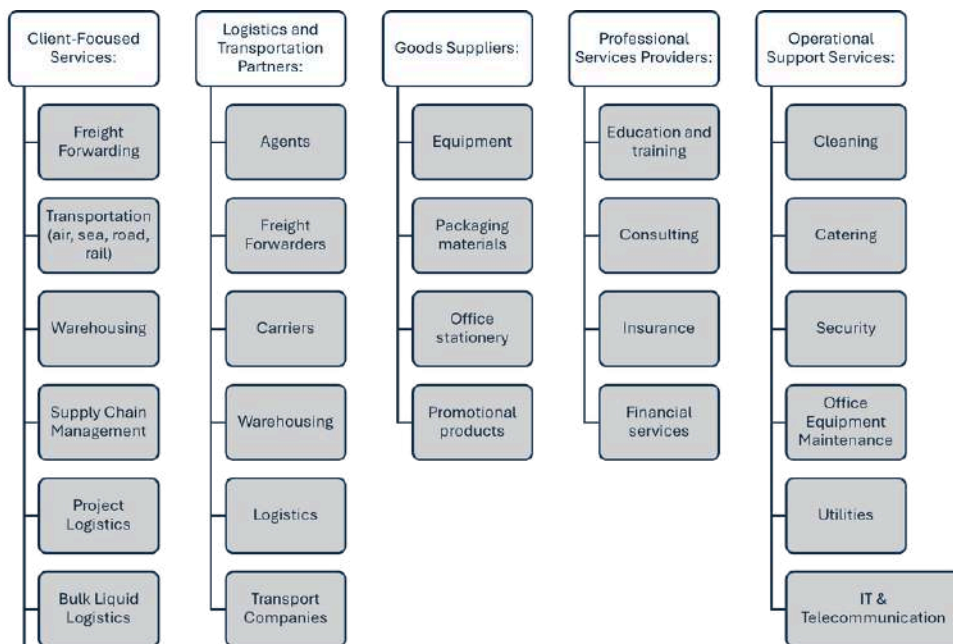 Client-Focused
Services:
Freight
Forwarding
Transportation
(air, sea, road,
rail)
Warehousing
Supply Chain
Management
Project
Logistics
Bulk Liquid
Logistics
Logistics and
Transportation
Partners:
Agents
Freight
Forwarders
Carriers
Warehousing
Logistics
Transport
Companies
Goods Suppliers:
Equipment
Packaging
materials
Office
stationery
Promotional
products
Professional
Services Providers:
Education and
training
Consulting
Insurance
Financial
services
Operational
Support Services:
Cleaning
Catering
Security
Office
Equipment
Maintenance
Utilities
IT &
Telecommunication